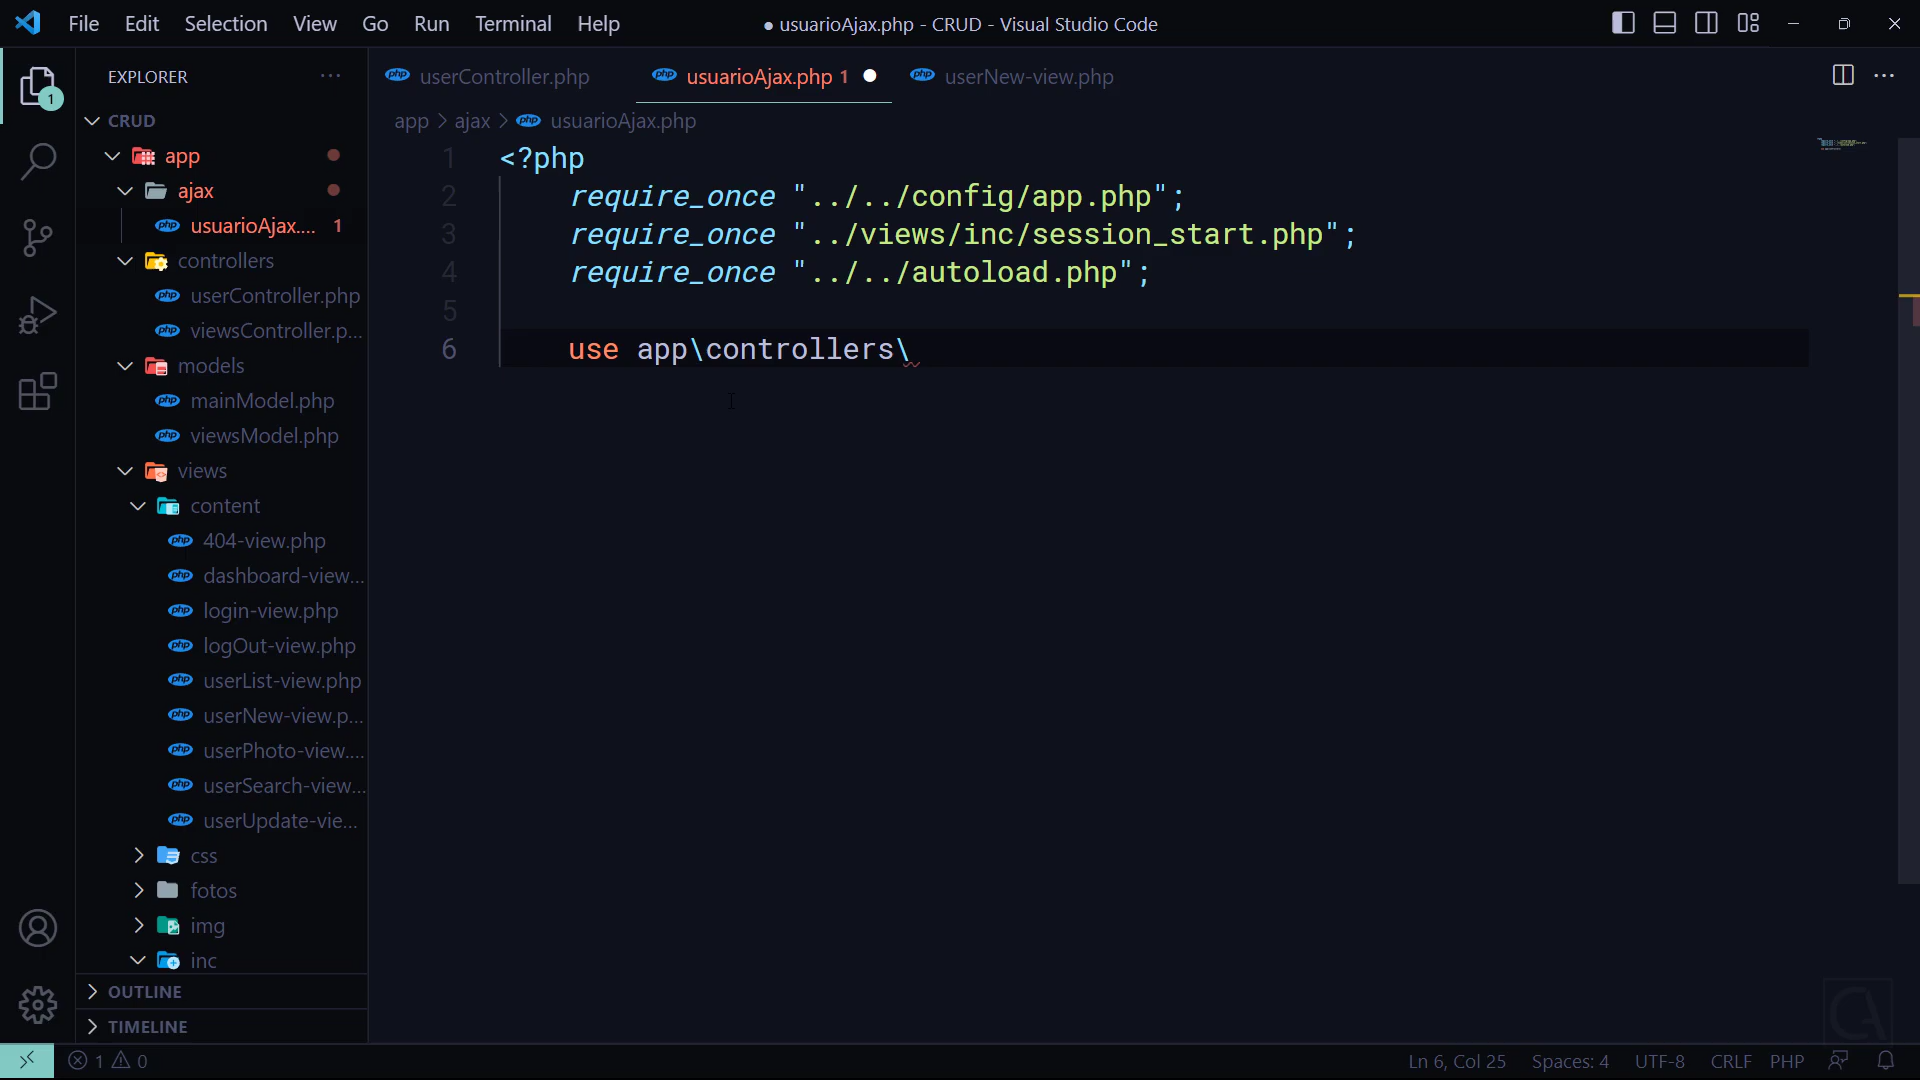 File Edit Selection View Go Run Terminal Help
● usuarioAjax.php - CRUD - Visual Studio Code
EXPLORER
userController.php
usuarioAjax.php 1
userNew-view.php
CRUD
app > ajax > usuarioAjax.php
app
ajax
usuarioAjax.... 1
controllers
userController.php
viewsController.p...
models
mainModel.php
viewsModel.php
views
content
404-view.php
dashboard-view...
login-view.php
logOut-view.php
userList-view.php
userNew-view.p...
userPhoto-view....
userSearch-view...
userUpdate-vie...
css
fotos
img
inc
OUTLINE
TIMELINE
1 <?php
2 require_once "../../config/app.php";
3 require_once "../views/inc/session_start.php";
4 require_once "../../autoload.php";
5
6 use app\controllers\
1 0
Ln 6, Col 25 Spaces: 4 UTF-8 CRLF PHP